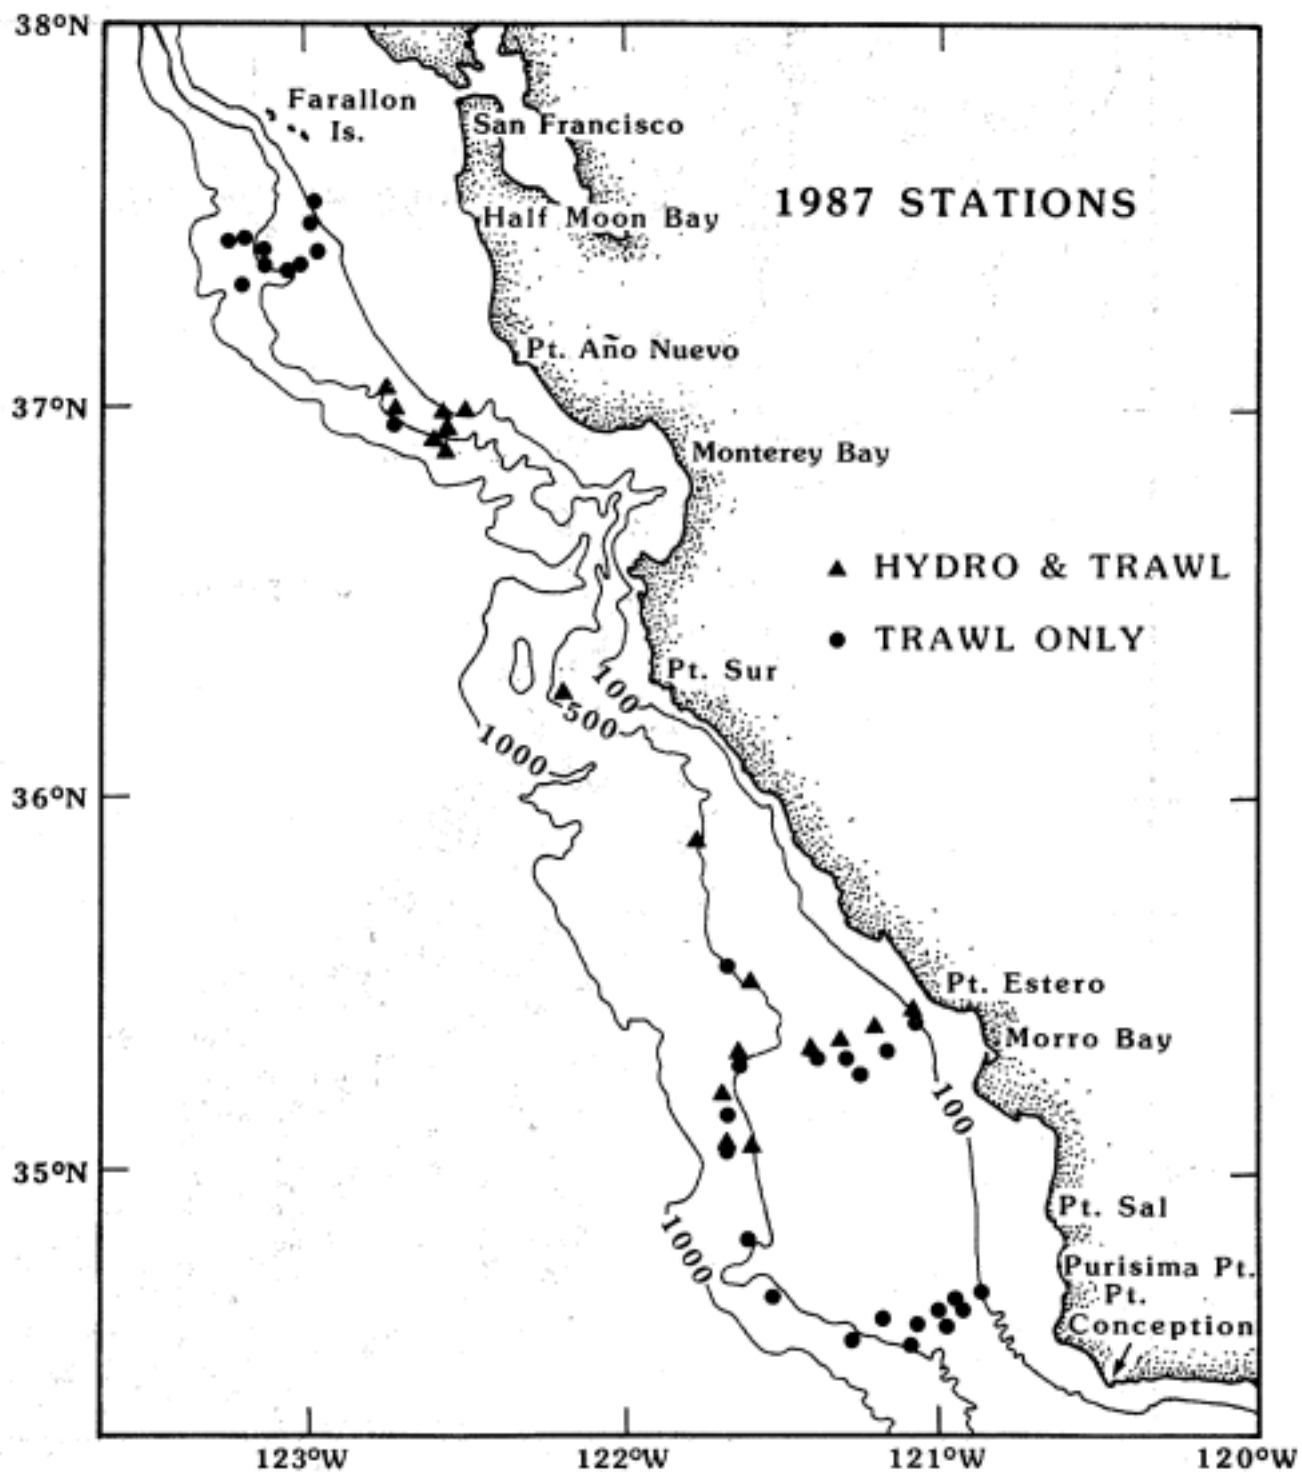 38°N
Farallon
Is.
San Francisco
1987 STATIONS
Half Moon Bay
Pt. Año Nuevo
37°N
Monterey Bay
HYDRO & TRAWL
TRAWL ONLY
Pt. Sur
100
500
1000
36°N
Pt. Estero
Morro Bay
100
35°N
Pt. Sal
1000
Purisima Pt.
Pt.
Conception
123°W
122°W
121°W
120°W